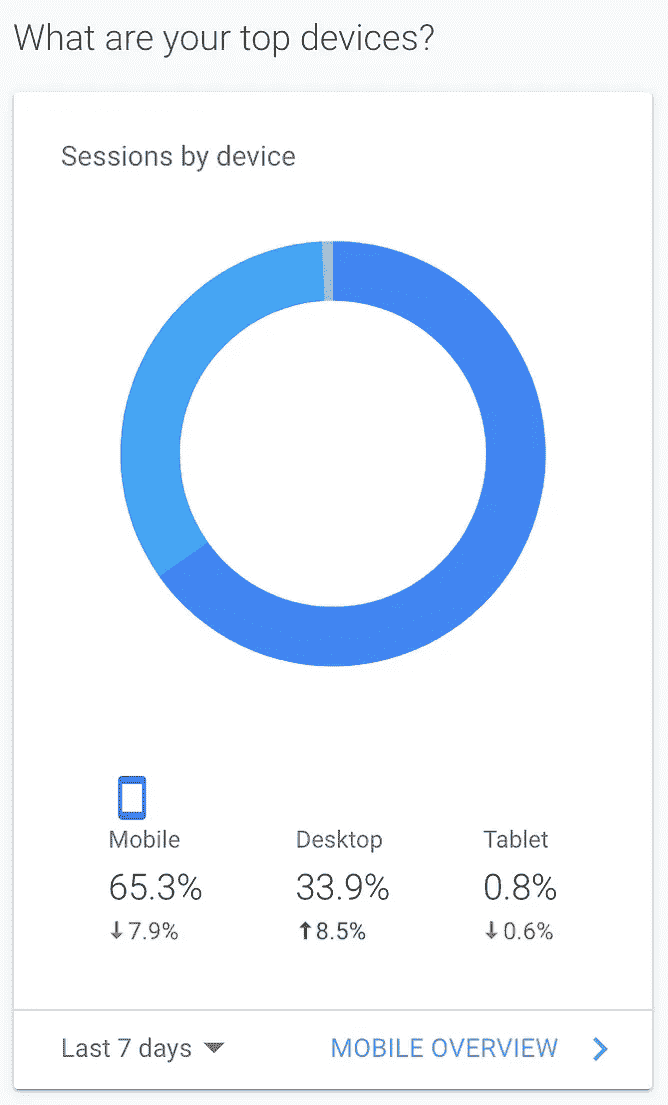 What are your top devices?
Sessions by device
Mobile Desktop Tablet
65.3% 33.9% 0.8%
↓7.9% ↑8.5% ↓0.6%
Last 7 days MOBILE OVERVIEW